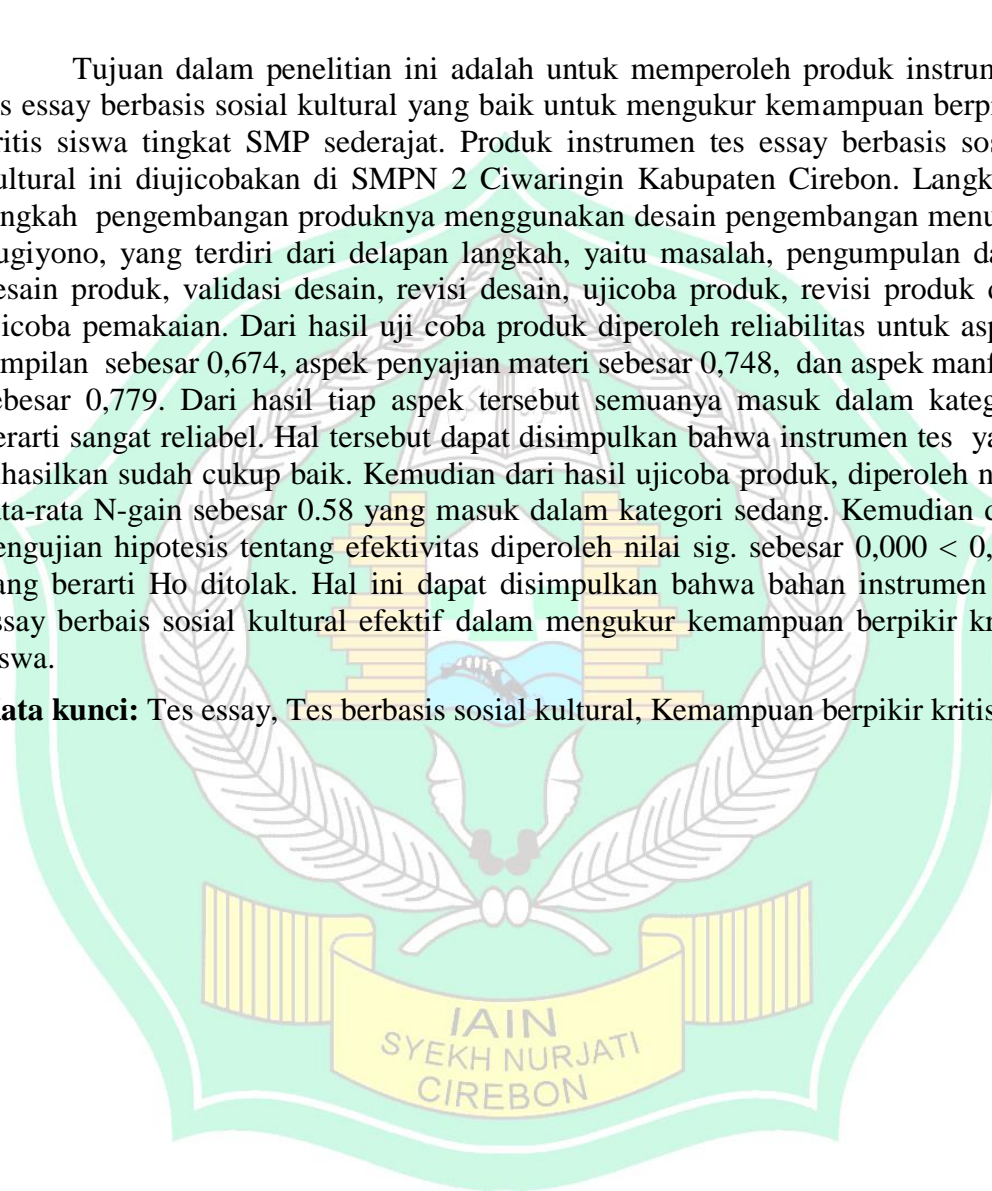 Tujuan dalam penelitian ini adalah untuk memperoleh produk instrum
s essay berbasis sosial kultural yang baik untuk mengukur kemampuan berpi
ritis siswa tingkat SMP sederajat. Produk instrumen tes essay berbasis sos
ultural ini diujicobakan di SMPN 2 Ciwaringin Kabupaten Cirebon. Langk
ngkah pengembangan produknya menggunakan desain pengembangan menu
ugiyono, yang terdiri dari delapan langkah, yaitu masalah, pengumpulan da
esain produk, validasi desain, revisi desain, ujicoba produk, revisi produk d
jicoba pemakaian. Dari hasil uji coba produk diperoleh reliabilitas untuk asp
mpilan sebesar 0,674, aspek penyajian materi sebesar 0,748, dan aspek manf
ebesar 0,779. Dari hasil tiap aspek tersebut semuanya masuk dalam kateg
erarti sangat reliabel. Hal tersebut dapat disimpulkan bahwa instrumen tes ya
hasilkan sudah cukup baik. Kemudian dari hasil ujicoba produk, diperoleh n
ata-rata N-gain sebesar 0.58 yang masuk dalam kategori sedang. Kemudian d
engujian hipotesis tentang efektivitas diperoleh nilai sig. sebesar 0,000 < 0,
ang berarti Ho ditolak. Hal ini dapat disimpulkan bahwa bahan instrumen
ssay berbais sosial kultural efektif dalam mengukur kemampuan berpikir kr
swa.
ata kunci: Tes essay, Tes berbasis sosial kultural, Kemampuan berpikir kritis
IAIN
SYEKH NURJATI
CIREBON